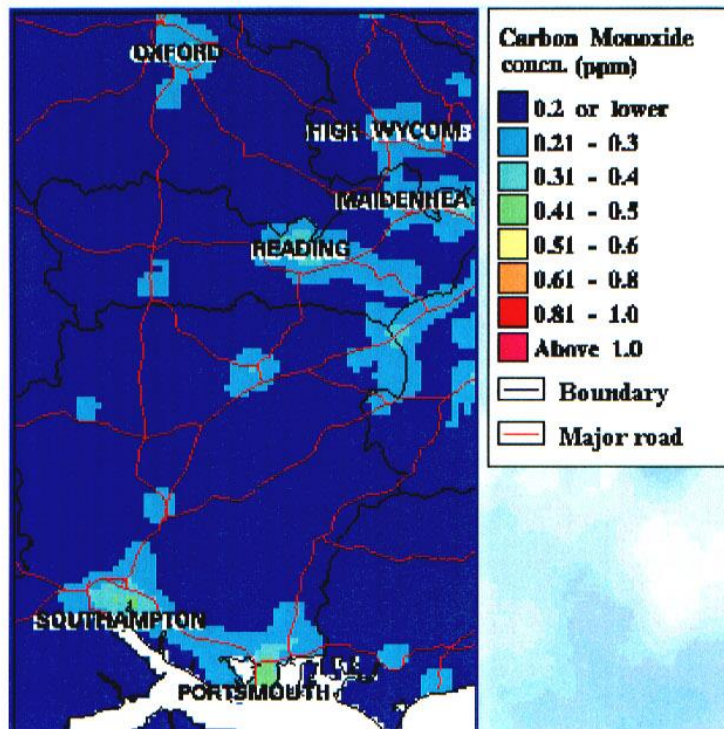 OXFORD
HIGH WYCOMB
MAIDENHEA
READING
SOUTHAMPTON
PORTSMOUTH
Carbon Monoxide
concn. (ppm)
0.2 or lower
0.21 - 0.3
0.31 - 0.4
0.41 - 0.5
0.51 - 0.6
0.61 - 0.8
0.81 - 1.0
Above 1.0
Boundary
Major road